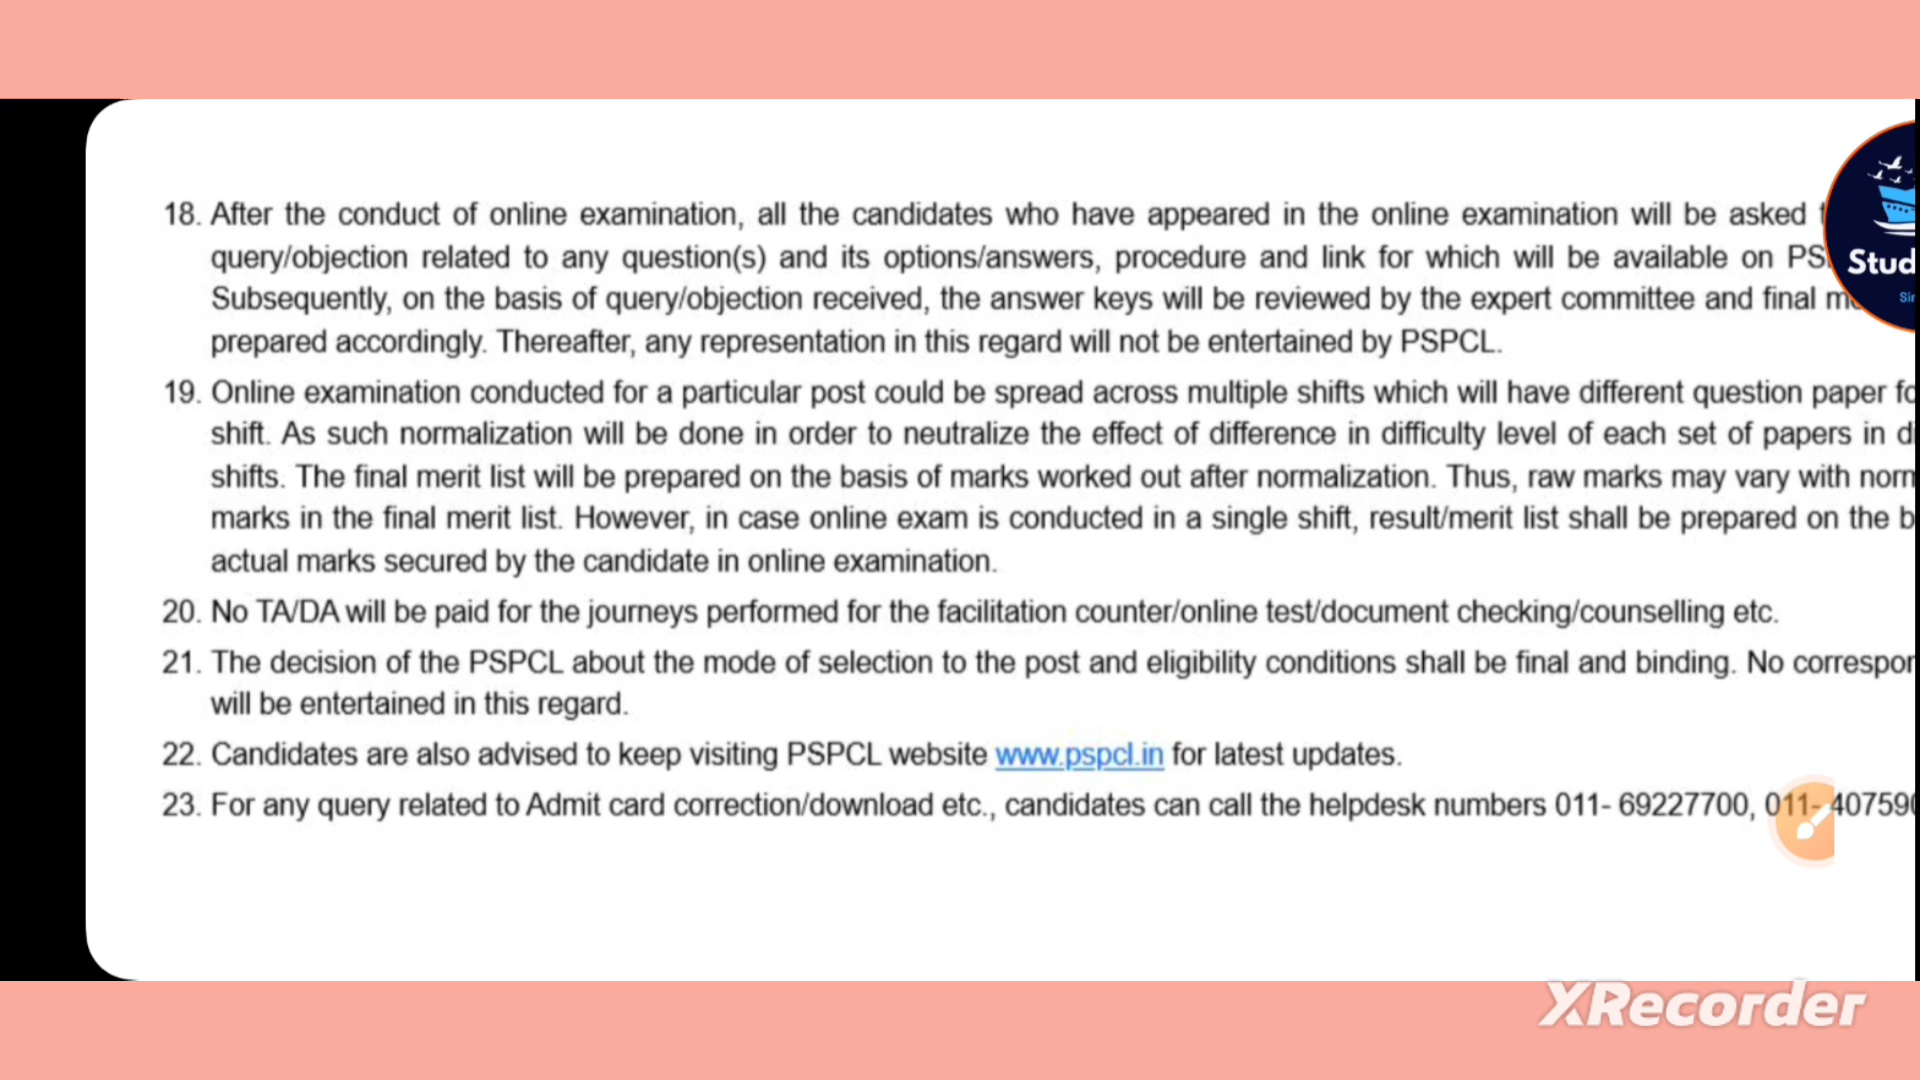 18. After the conduct of online examination, all the candidates who have appeared in the online examination will be asked
query/objection related to any question(s) and its options/answers, procedure and link for which will be available on
Subsequently, on the basis of query/objection received, the answer keys will be reviewed by the expert committee and final
prepared accordingly. Thereafter, any representation in this regard will not be entertained by PSPCL.
19. Online examination conducted for a particular post could be spread across multiple shifts which will have different question paper
shift. As such normalization will be done in order to neutralize the effect of difference in difficulty level of each set of papers in
shifts. The final merit list will be prepared on the basis of marks worked out after normalization. Thus, raw marks may vary with
marks in the final merit list. However, in case online exam is conducted in a single shift, result/merit list shall be prepared on the
actual marks secured by the candidate in online examination.
20. No TA/DA will be paid for the journeys performed for the facilitation counter/online test/document checking/counselling etc.
21. The decision of the PSPCL about the mode of selection to the post and eligibility conditions shall be final and binding. No
will be entertained in this regard.
22. Candidates are also advised to keep visiting PSPCL website www.pspcl.in for latest updates.
23. For any query related to Admit card correction/download etc., candidates can call the helpdesk numbers 011- 69227700, 011-
Stud
XRecorder